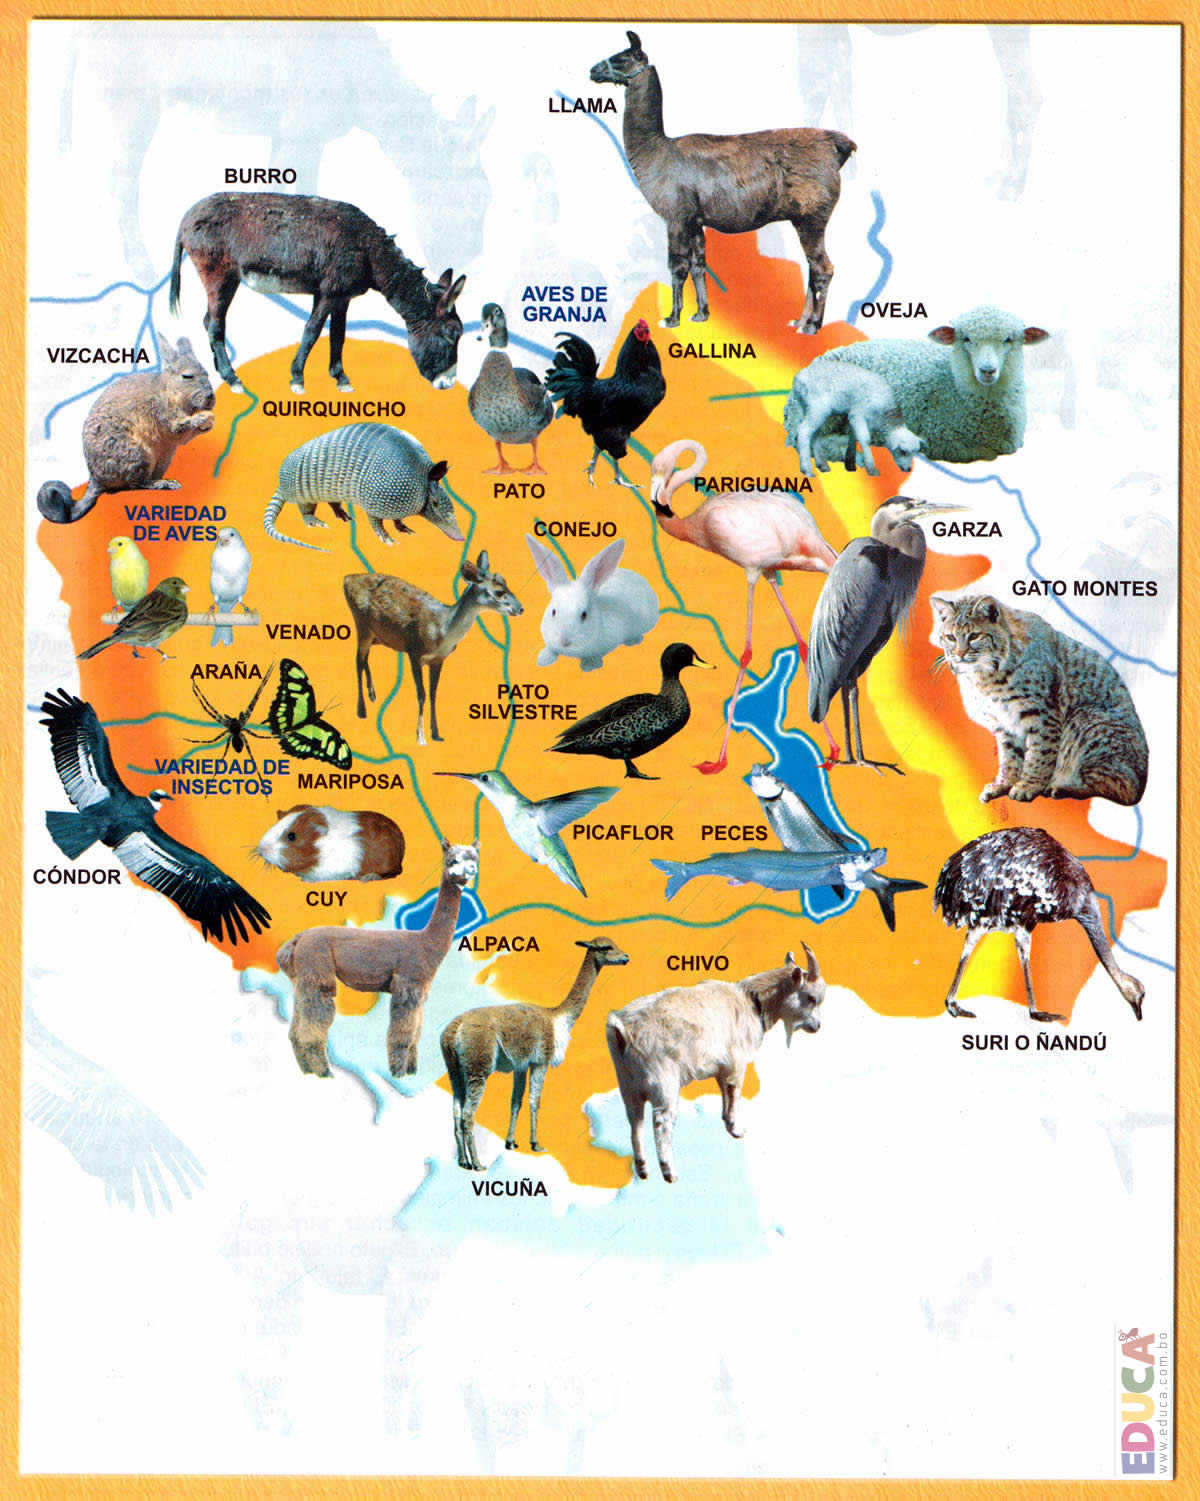 LLAMA
BURRO
AVES DE
GRANJA
OVEJA
VIZCACHA
GALLINA
QUIRQUINCHO
PATO
PARIGUANA
VARIEDAD
DE AVES
CONEJO
GARZA
GATO MONTES
VENADO
ARAÑA
PATO
SILVESTRE
VARIEDAD DE
INSECTOS
MARIPOSA
PICAFLOR
PECES
CÓNDOR
CUY
ALPACA
CHIVO
SURI O ÑANDÚ
VICUÑA
EDUCA
www.educa.com.bo